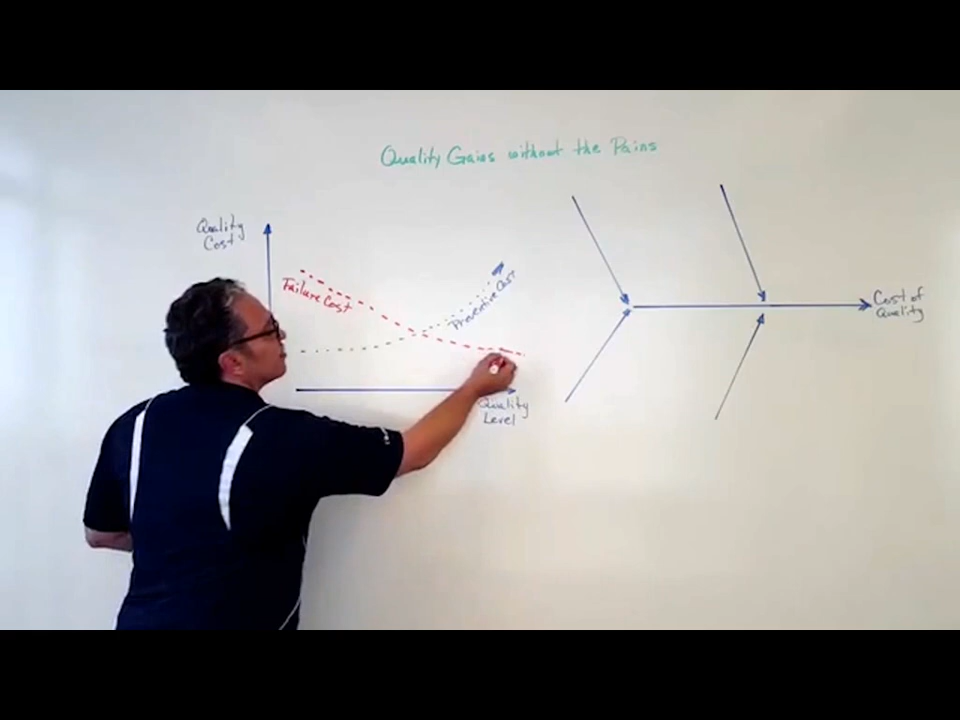 Quality Gains without the Pains
Quality
Cost
Failure Cost
Preventive Cost
Quality
Level
Cost of
Quality